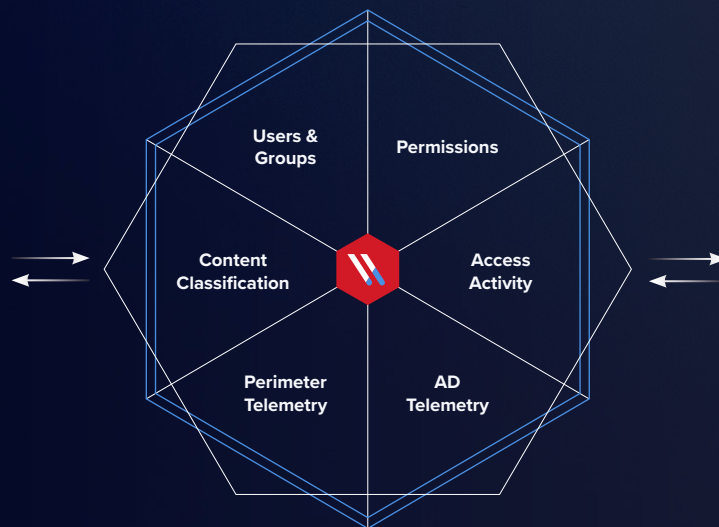 Users &
Groups
Permissions
Content
Classification
Access
Activity
Perimeter
Telemetry
AD
Telemetry